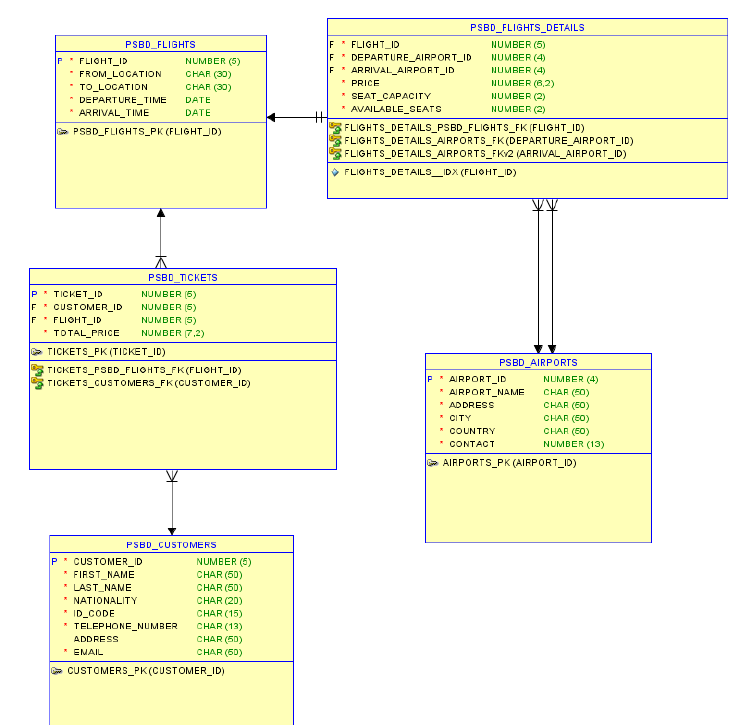 PSBD_FLIGHTS
P * FLIGHT_ID NUMBER (5)
* FROM_LOCATION CHAR (30)
* TO_LOCATION CHAR (30)
* DEPARTURE_TIME DATE
* ARRIVAL_TIME DATE
PSBD_FLIGHTS_PK (FLIGHT_ID)
PSBD_FLIGHTS_DETAILS
F * FLIGHT_ID NUMBER (5)
F * DEPARTURE_AIRPORT_ID NUMBER (4)
F * ARRIVAL_AIRPORT_ID NUMBER (4)
* PRICE NUMBER (6,2)
* SEAT_CAPACITY NUMBER (2)
* AVAILABLE_SEATS NUMBER (2)
FLIGHTS_DETAILS_PSBD_FLIGHTS_FK (FLIGHT_ID)
FLIGHTS_DETAILS_AIRPORTS_FK (DEPARTURE_AIRPORT_ID)
FLIGHTS_DETAILS_AIRPORTS_FKv2 (ARRIVAL_AIRPORT_ID)
FLIGHTS_DETAILS__IDX (FLIGHT_ID)
PSBD_TICKETS
P * TICKET_ID NUMBER (5)
F * CUSTOMER_ID NUMBER (5)
F * FLIGHT_ID NUMBER (5)
* TOTAL_PRICE NUMBER (7,2)
TICKETS_PK (TICKET_ID)
TICKETS_PSBD_FLIGHTS_FK (FLIGHT_ID)
TICKETS_CUSTOMERS_FK (CUSTOMER_ID)
PSBD_AIRPORTS
P * AIRPORT_ID NUMBER (4)
* AIRPORT_NAME CHAR (50)
* ADDRESS CHAR (50)
* CITY CHAR (50)
* COUNTRY CHAR (50)
* CONTACT NUMBER (13)
AIRPORTS_PK (AIRPORT_ID)
PSBD_CUSTOMERS
P * CUSTOMER_ID NUMBER (5)
* FIRST_NAME CHAR (50)
* LAST_NAME CHAR (50)
* NATIONALITY CHAR (20)
* ID_CODE CHAR (15)
* TELEPHONE_NUMBER CHAR (13)
ADDRESS CHAR (50)
* EMAIL CHAR (50)
CUSTOMERS_PK (CUSTOMER_ID)